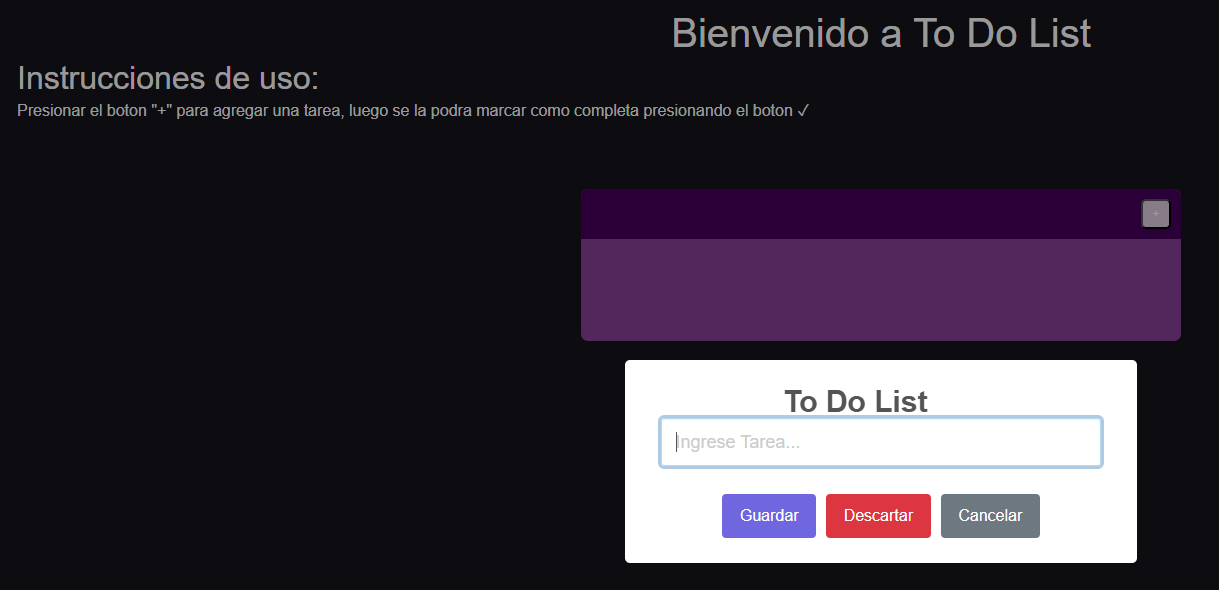 Bienvenido a To Do List
Instrucciones de uso:
Presionar el boton "+" para agregar una tarea, luego se la podra marcar como completa presionando el boton ✓
+
To Do List
Ingrese Tarea...
Guardar Descartar Cancelar